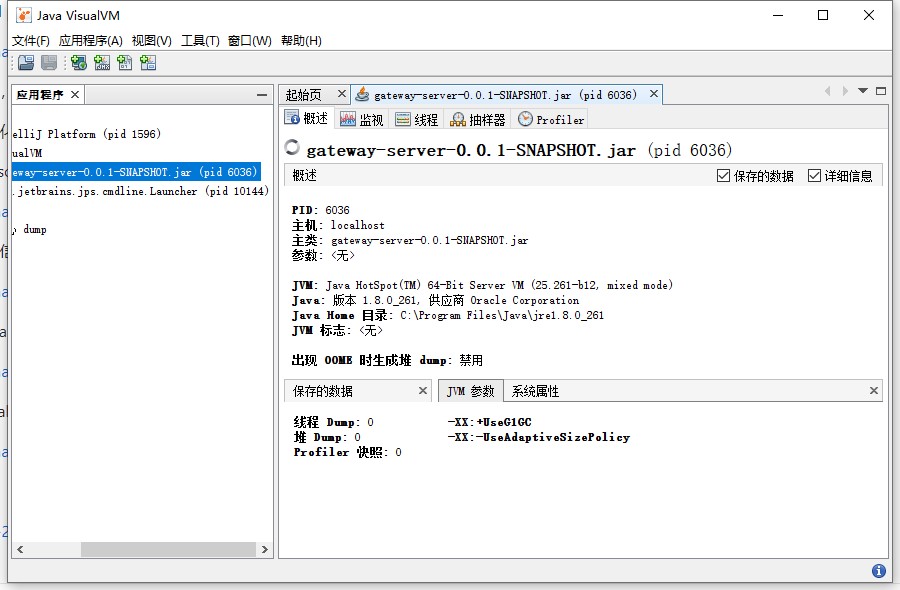 Java VisualVM
文件(F) 应用程序(A) 视图(V) 工具(T) 窗口(W) 帮助(H)
应用程序
起始页 gateway-server-0.0.1-SNAPSHOT.jar (pid 6036)
概述 监视 线程 抽样器 Profiler
elliJ Platform (pid 1596)
ualVM
eway-server-0.0.1-SNAPSHOT.jar (pid 6036)
.jetbrains.jps.cmdline.Launcher (pid 10144)
dump
gateway-server-0.0.1-SNAPSHOT.jar (pid 6036)
概述 保存的数据 详细信息
PID: 6036
主机: localhost
主类: gateway-server-0.0.1-SNAPSHOT.jar
参数: <无>
JVM: Java HotSpot(TM) 64-Bit Server VM (25.261-b12, mixed mode)
Java: 版本 1.8.0_261, 供应商 Oracle Corporation
Java Home 目录: C:\Program Files\Java\jre1.8.0_261
JVM 标志: <无>
出现 OOME 时生成堆 dump: 禁用
保存的数据 JVM 参数 系统属性
线程 Dump: 0
堆 Dump: 0
Profiler 快照: 0
-XX:+UseG1GC
-XX:-UseAdaptiveSizePolicy